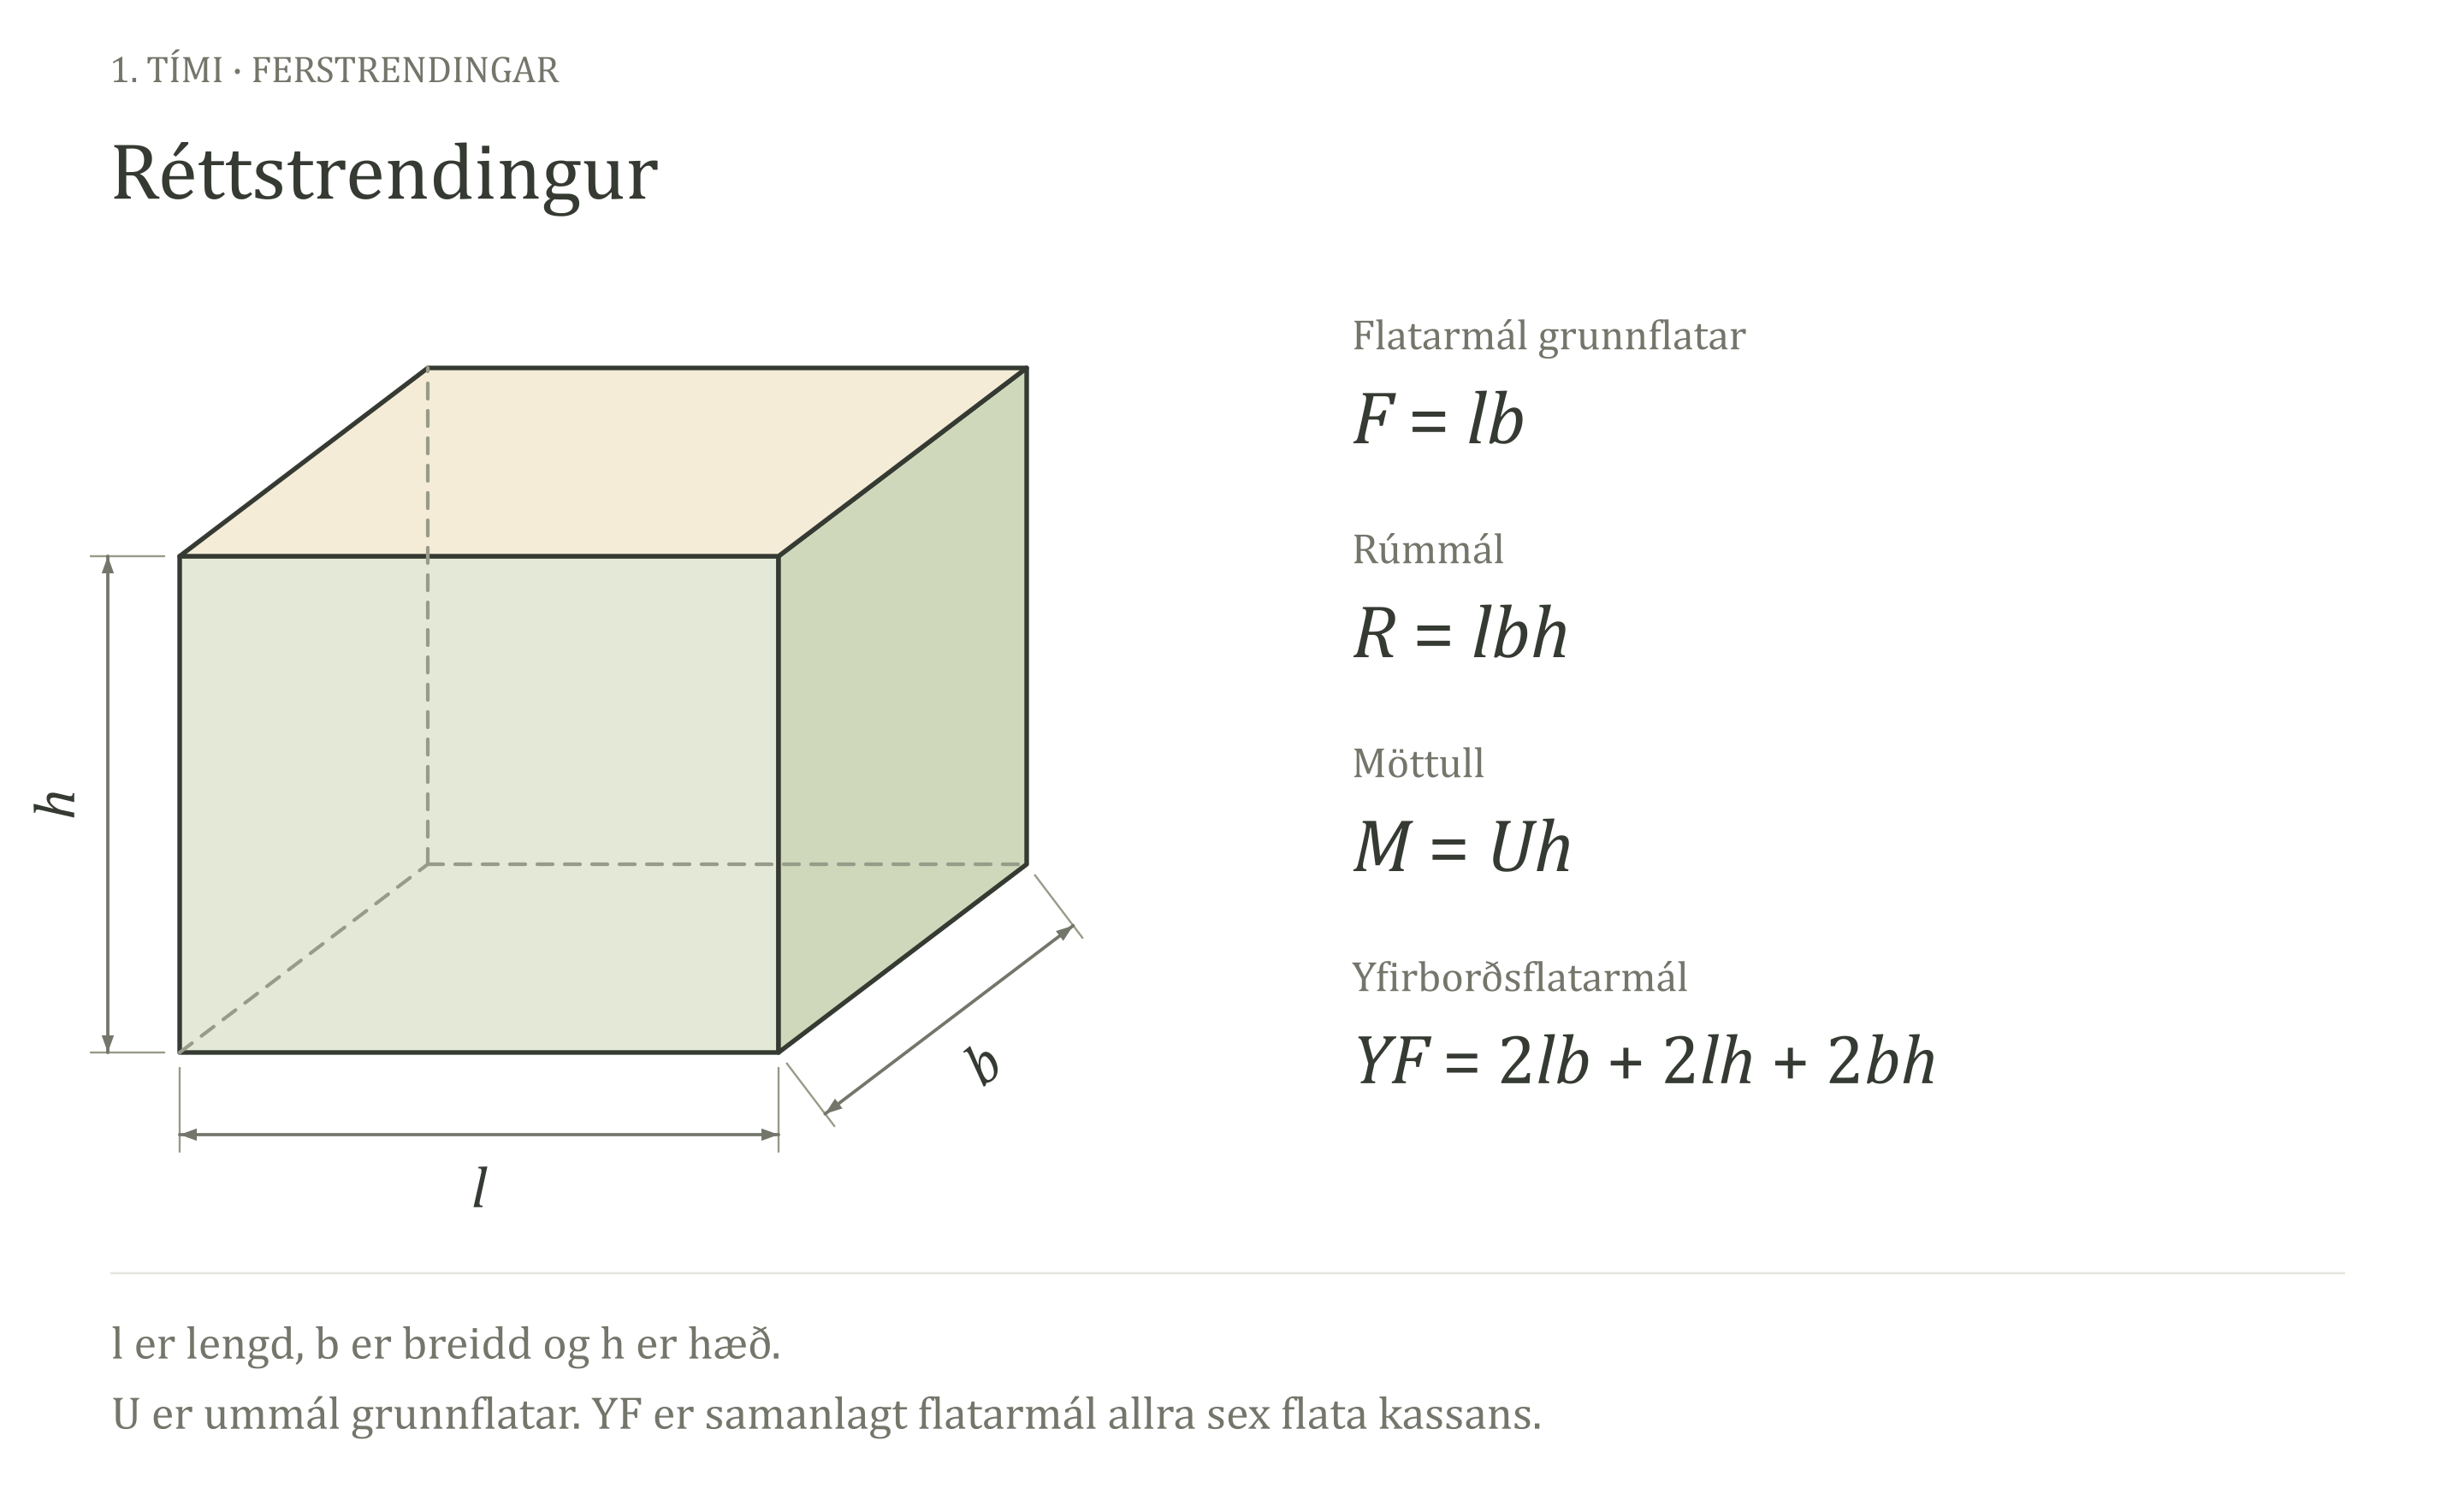 1. TÍMI · FERSTRENDINGAR
Réttstrendingur
Flatarmál grunnflatar
F = lb
Rúmmál
R = lbh
Möttull
M = Uh
Yfirborðsflatarmál
YF = 2lb + 2lh + 2bh
h
b
l
l er lengd, b er breidd og h er hæð.
U er ummál grunnflatar. YF er samanlagt flatarmál allra sex flata kassans.